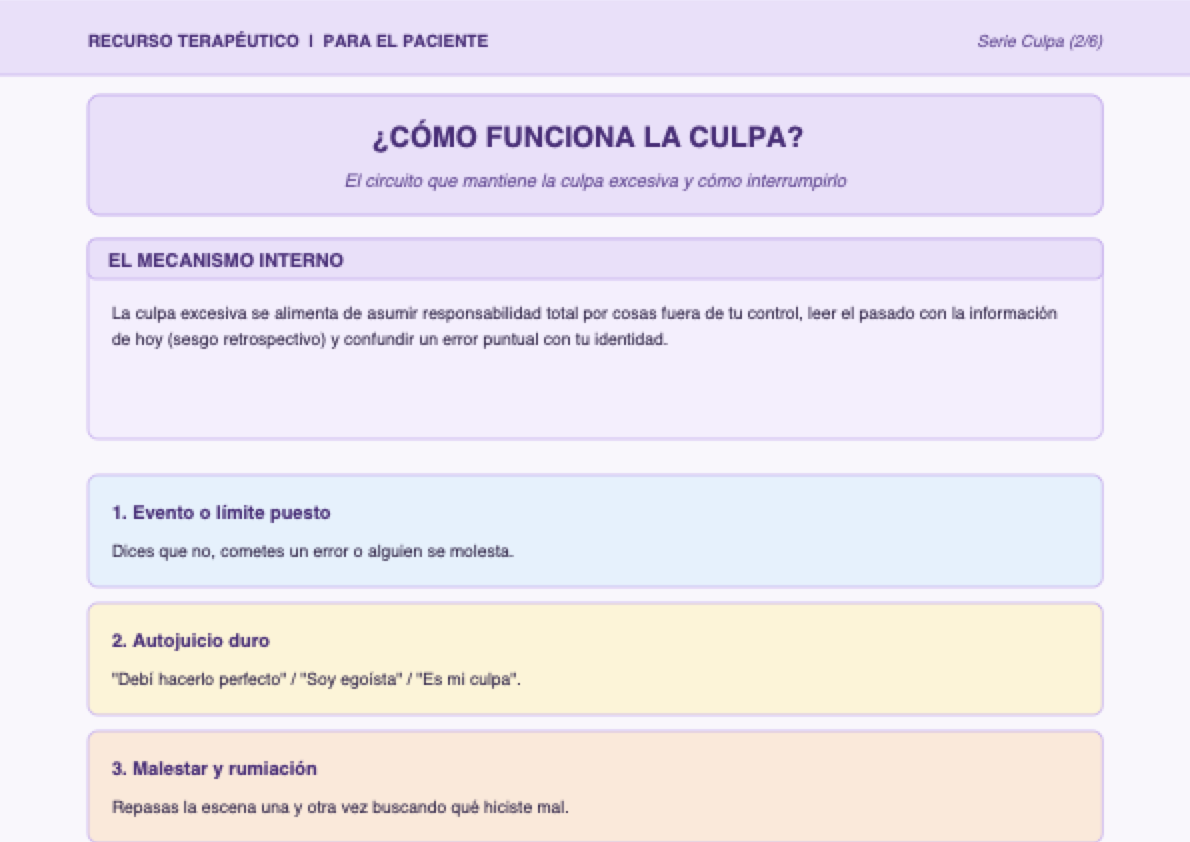 RECURSO TERAPÉUTICO | PARA EL PACIENTE
Serie Culpa (2/6)
¿CÓMO FUNCIONA LA CULPA?
El circuito que mantiene la culpa excesiva y cómo interrumpirlo
EL MECANISMO INTERNO
La culpa excesiva se alimenta de asumir responsabilidad total por cosas fuera de tu control, leer el pasado con la información
de hoy (sesgo retrospectivo) y confundir un error puntual con tu identidad.
1. Evento o límite puesto
Dices que no, cometes un error o alguien se molesta.
2. Autojuicio duro
"Debí hacerlo perfecto" / "Soy egoísta" / "Es mi culpa".
3. Malestar y rumiación
Repasas la escena una y otra vez buscando qué hiciste mal.